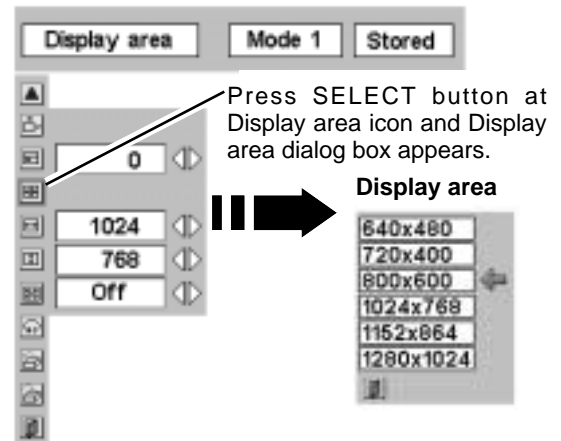 Display area Mode 1 Stored
Press SELECT button at
Display area icon and Display
area dialog box appears.
0
Display area
1024
768
Off
640x480
720x400
800x600
1024x768
1152x864
1280x1024